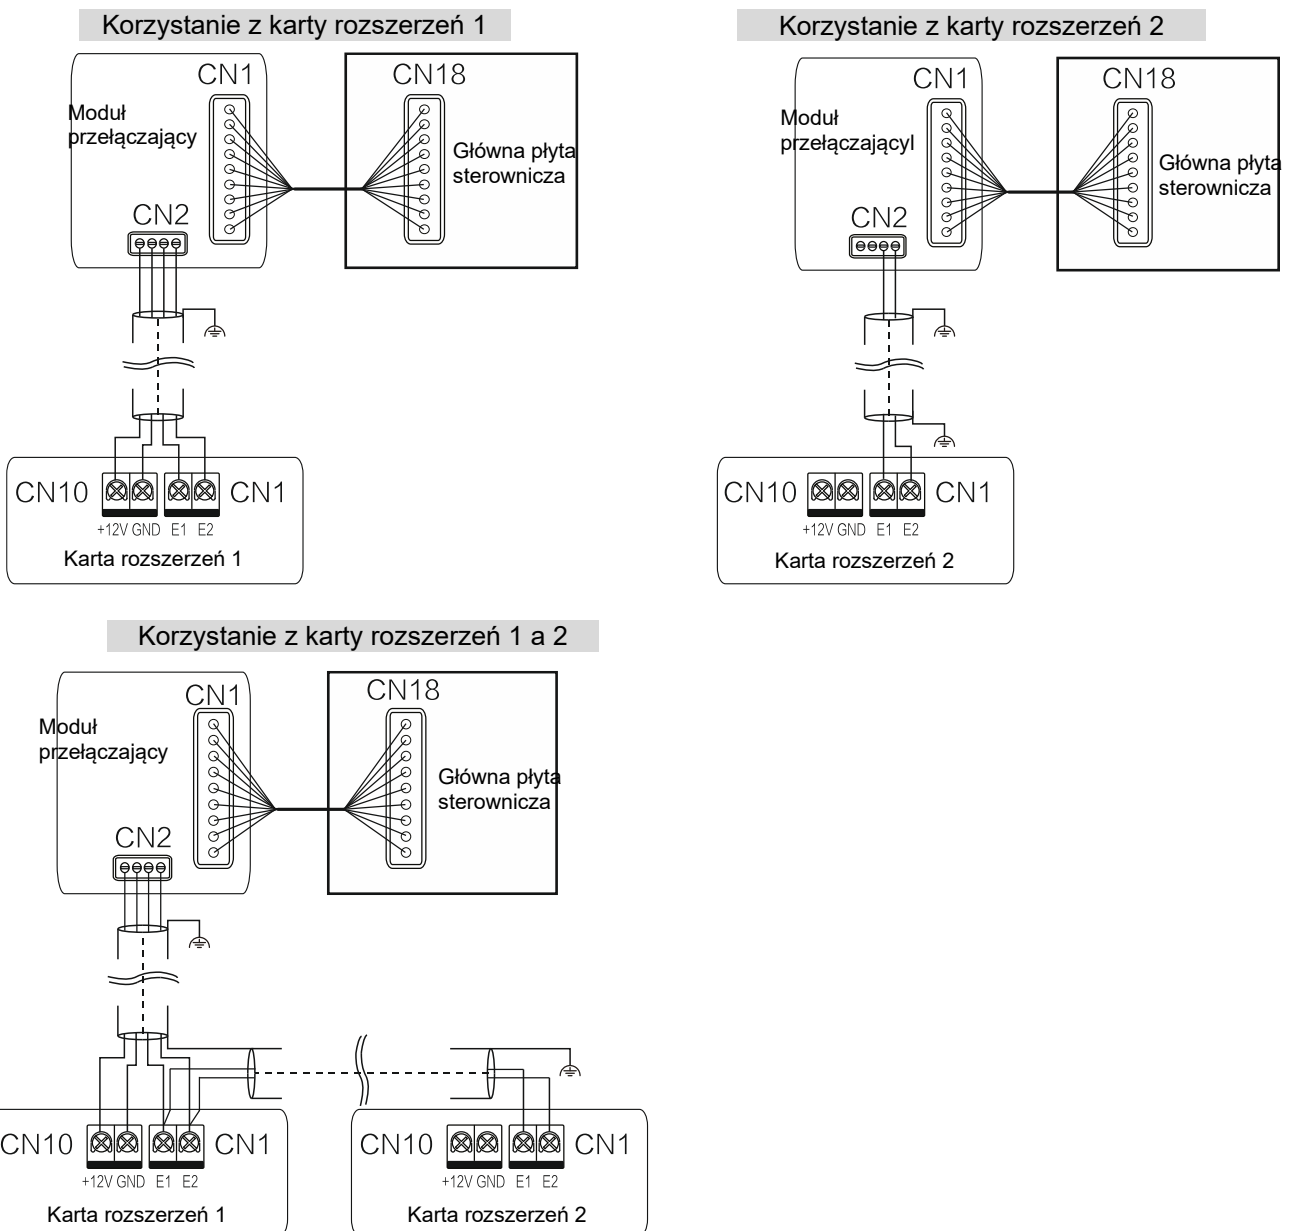 Korzystanie z karty rozszerzeń 1
CN1
CN18
Moduł
przełączający
Główna płyta
sterownicza
CN2
CN10
CN1
+12V GND E1 E2
Karta rozszerzeń 1
Korzystanie z karty rozszerzeń 2
CN1
CN18
Moduł
przełączającyl
Główna płyta
sterownicza
CN2
CN10
CN1
+12V GND E1 E2
Karta rozszerzeń 2
Korzystanie z karty rozszerzeń 1 a 2
CN1
CN18
Moduł
przełączający
Główna płyta
sterownicza
CN2
CN10
CN1
+12V GND E1 E2
Karta rozszerzeń 1
CN10
CN1
+12V GND E1 E2
Karta rozszerzeń 2